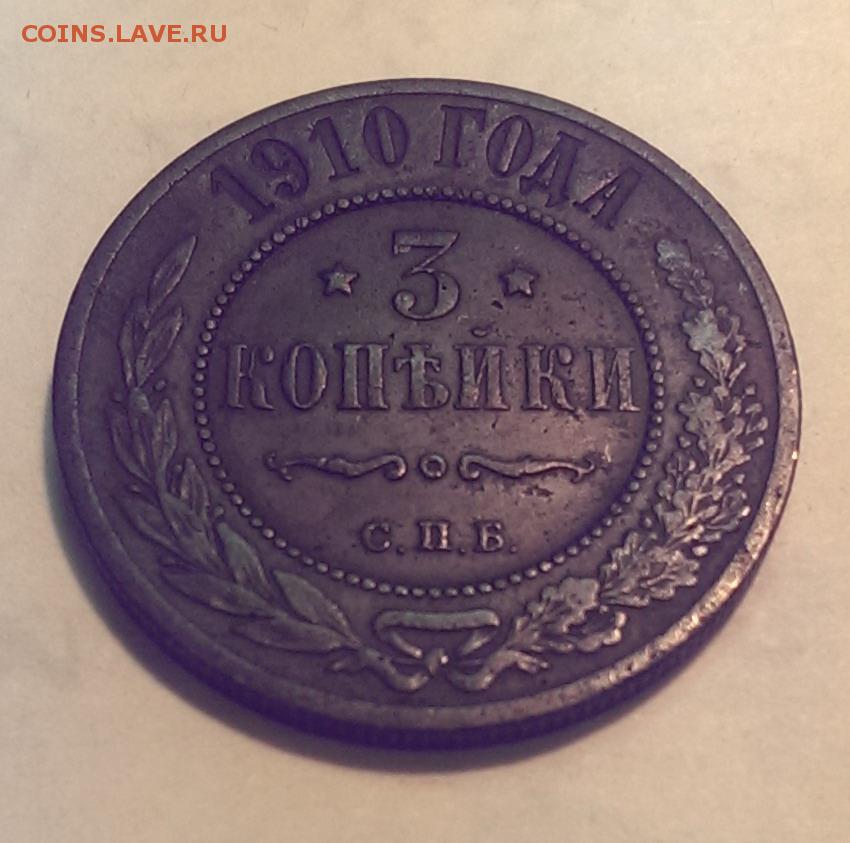 COINS.LAVE.RU
1910 ГОДА
3
КОПѢЙКИ
С.П.Б.